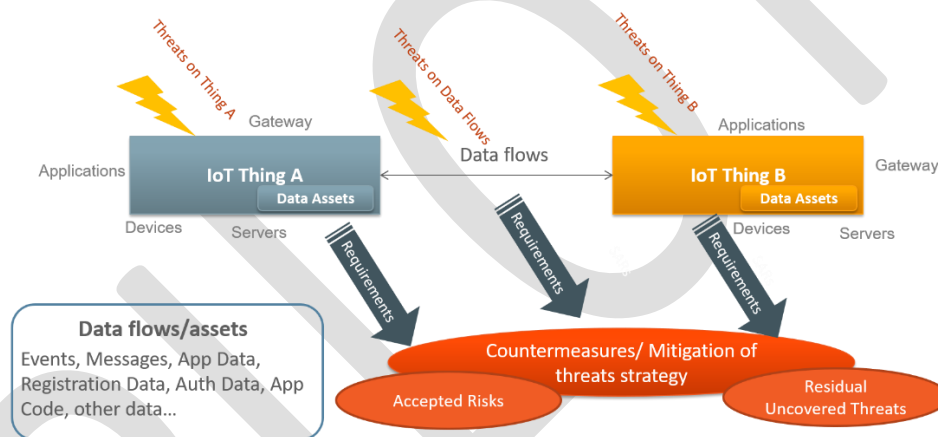 Threats on Thing A
Threats on Data Flows
Threats on Thing B
Gateway
Applications
Applications
IoT Thing A
Data Assets
Data flows
IoT Thing B
Data Assets
Gateway
Devices
Servers
Devices
Servers
Requirements
Requirements
Requirements
Data flows/assets
Events, Messages, App Data,
Registration Data, Auth Data, App
Code, other data...
Countermeasures/ Mitigation of
threats strategy
Accepted Risks
Residual
Uncovered Threats